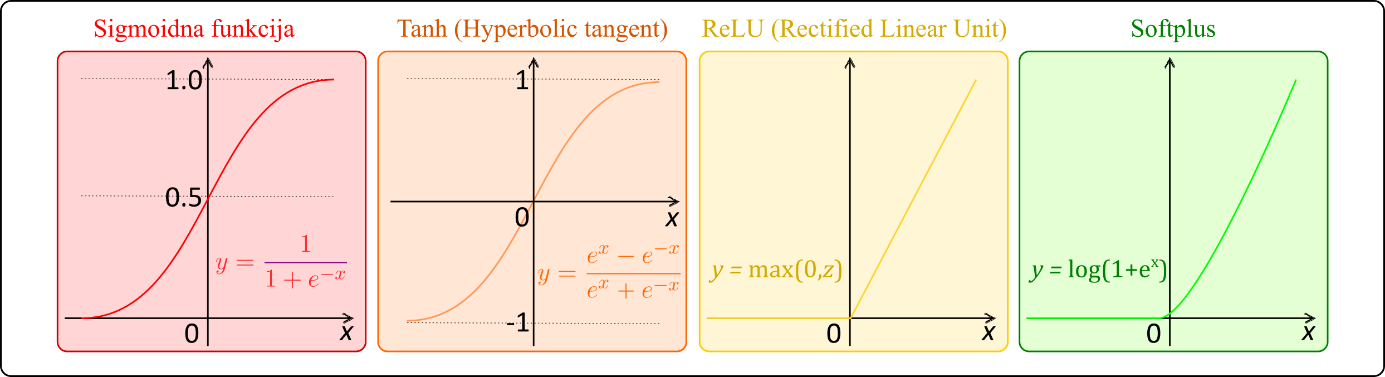 Sigmoidna funkcija
1.0
0.5
y = 1 / (1 + e^{-x})
0
x
Tanh (Hyperbolic tangent)
1
0
x
y = (e^x − e^{-x}) / (e^x + e^{-x})
-1
ReLU (Rectified Linear Unit)
y = max(0,z)
0
x
Softplus
y = log(1+e^x)
0
x